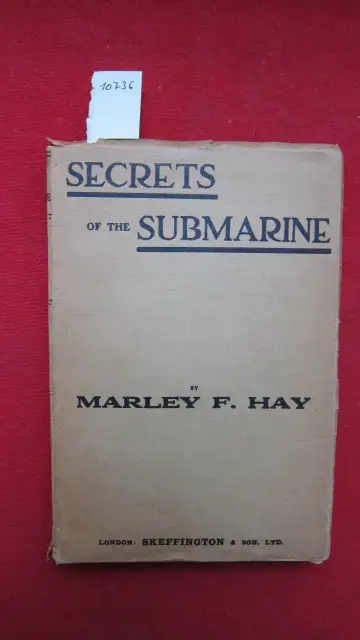 10736
SECRETS
OF THE SUBMARINE
BY
MARLEY F. HAY
LONDON: SKEFFINGTON & SON, LTD.